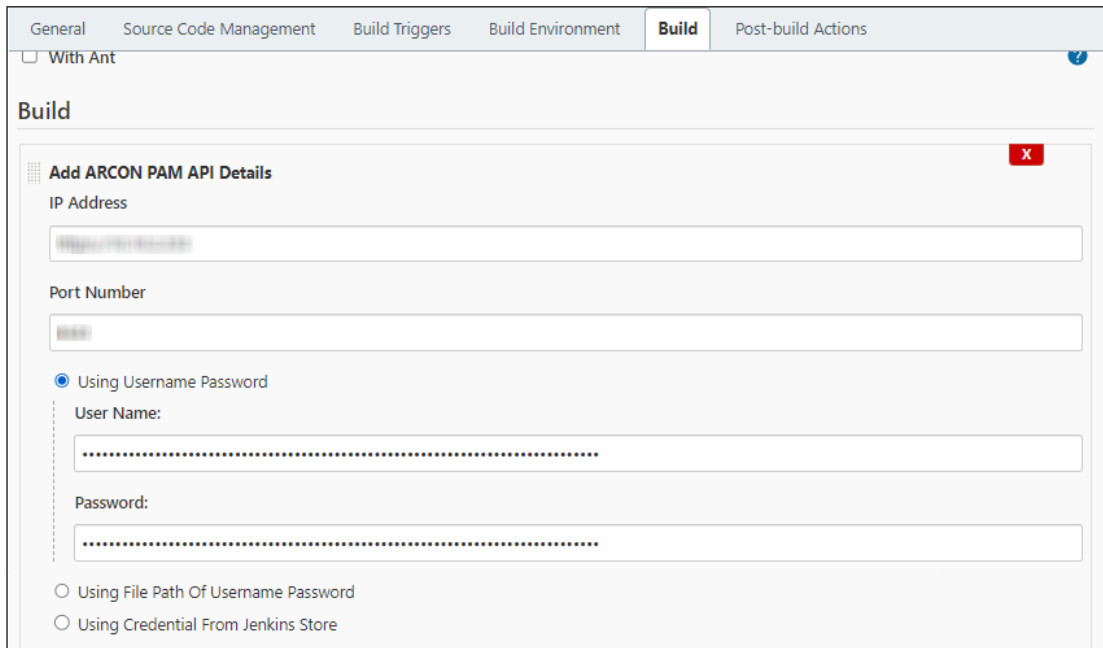 General Source Code Management Build Triggers Build Environment Build Post-build Actions
With Ant ?
Build
X
Add ARCON PAM API Details
IP Address
Port Number
Using Username Password
User Name:
Password:
Using File Path Of Username Password
Using Credential From Jenkins Store